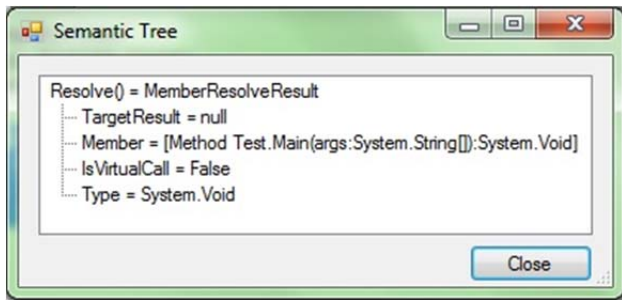 Semantic Tree
Resolve() = MemberResolveResult
TargetResult = null
Member = [Method Test.Main(args:System.String[]):System.Void]
IsVirtualCall = False
Type = System.Void
Close